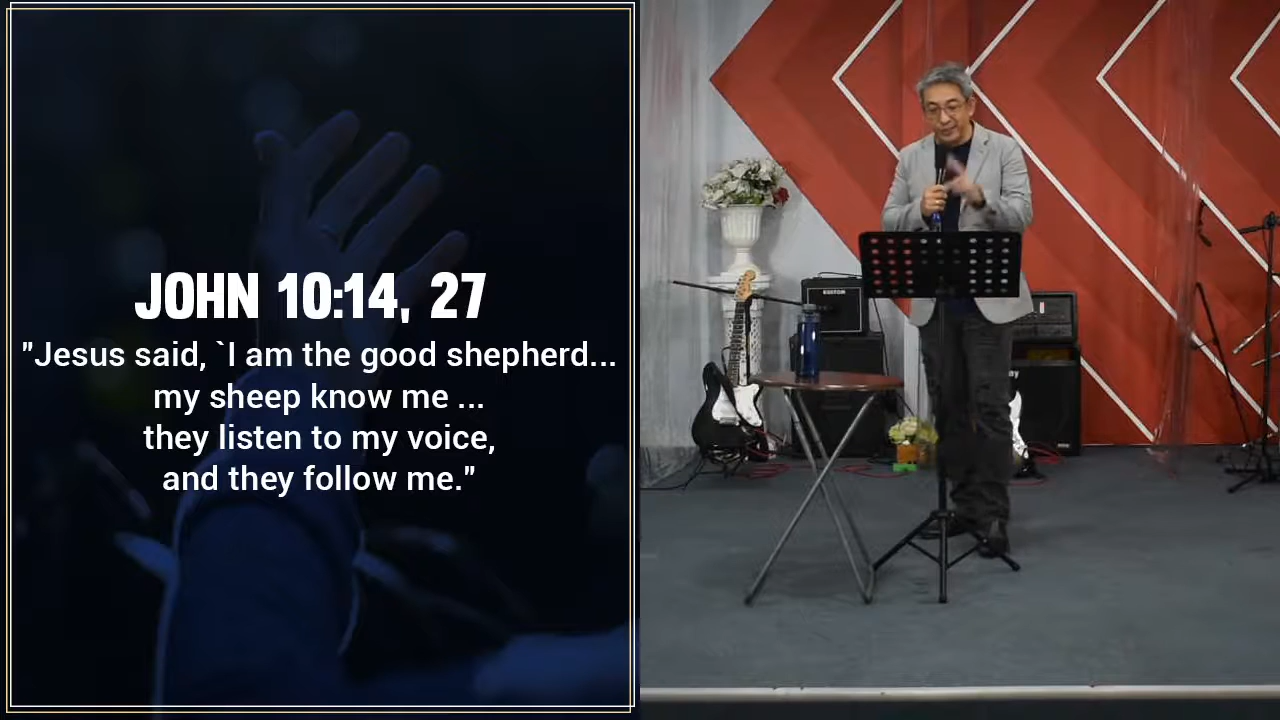 JOHN 10:14, 27
"Jesus said, `I am the good shepherd...
my sheep know me ...
they listen to my voice,
and they follow me."